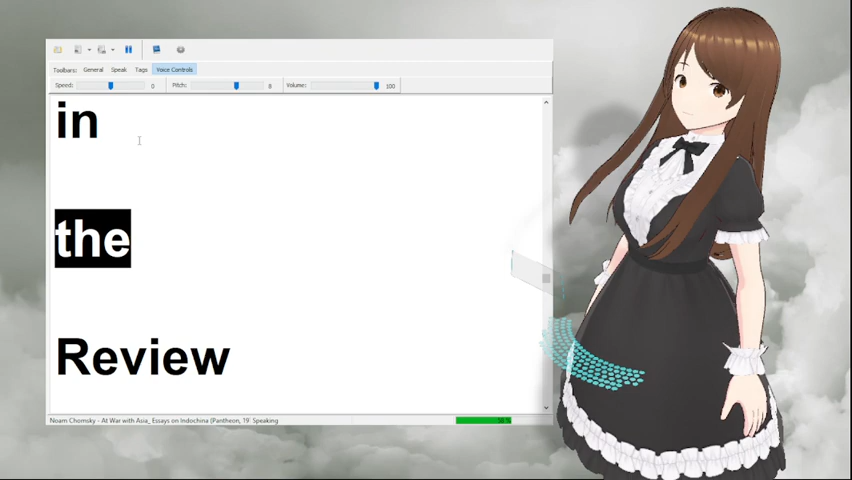 Toolbars: General Speak Tags Voice Controls
Speed: 0 Pitch: 8 Volume: 100
in
the
Review
Noam Chomsky - At War with Asia_ Essays on Indochina (Pantheon, 19 Speaking 58 %